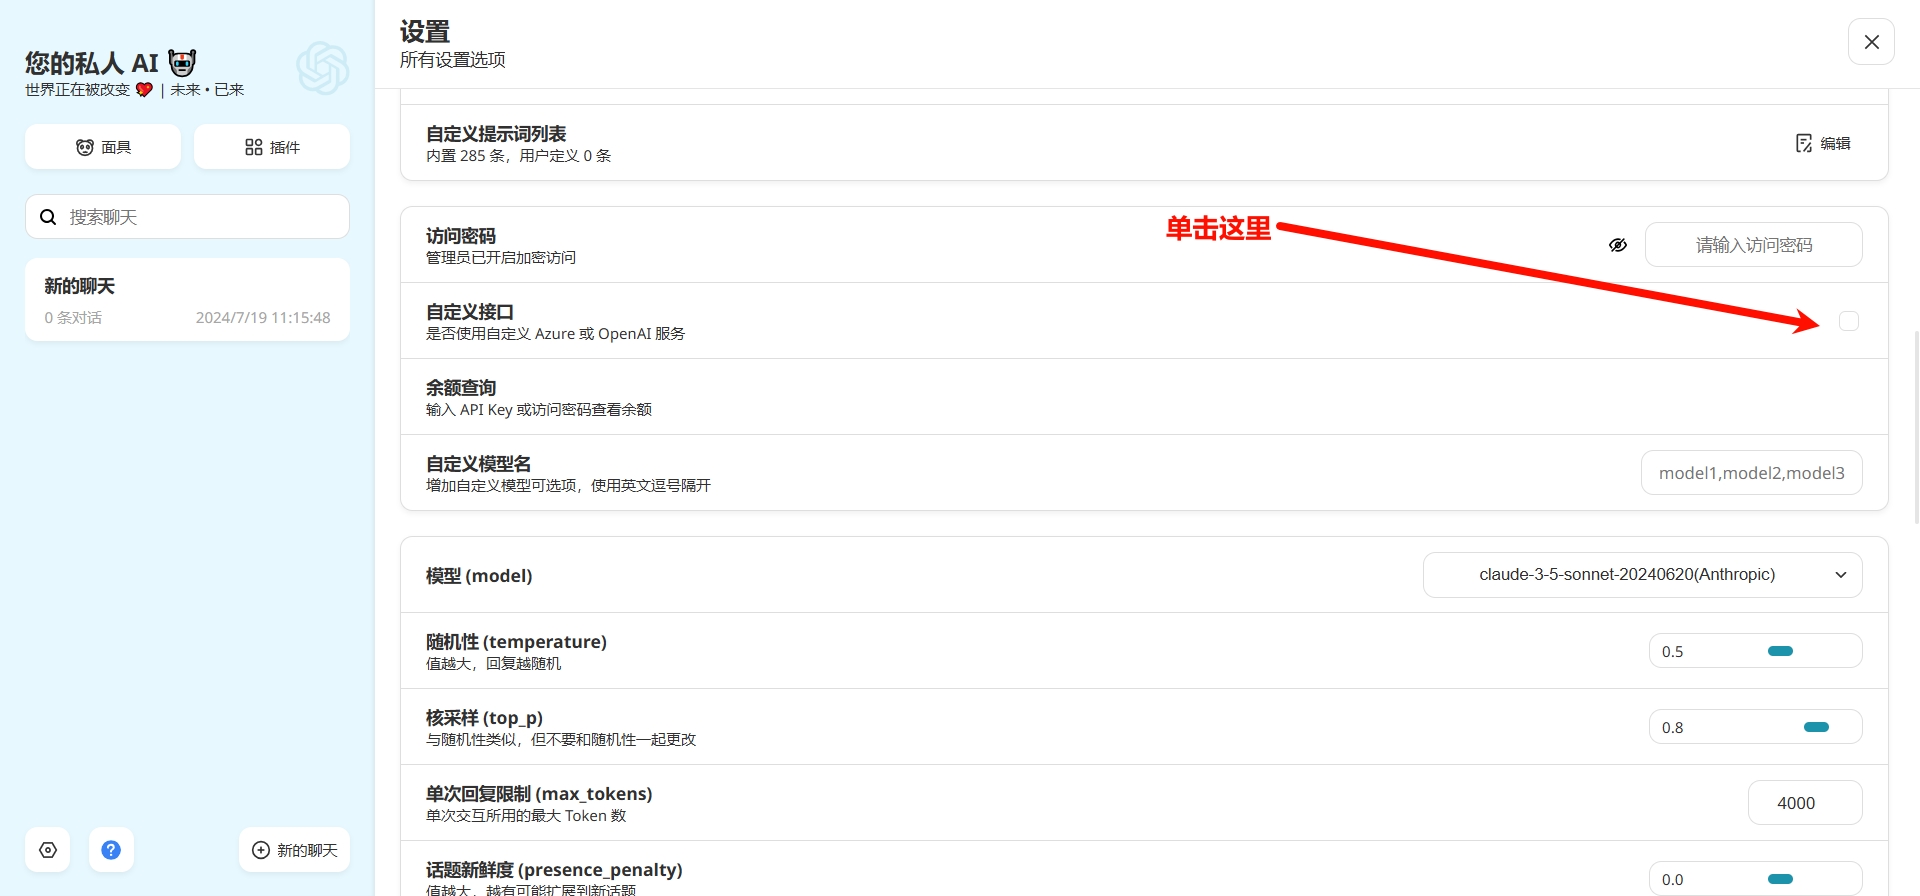 您的私人 AI
世界正在被改变 | 未来 • 已来
面具
插件
搜索聊天
新的聊天
0 条对话
2024/7/19 11:15:48
新的聊天
设置
所有设置选项
自定义提示词列表
内置 285 条，用户定义 0 条
编辑
单击这里
访问密码
管理员已开启加密访问
请输入访问密码
自定义接口
是否使用自定义 Azure 或 OpenAI 服务
余额查询
输入 API Key 或访问密码查看余额
自定义模型名
增加自定义模型可选项，使用英文逗号隔开
model1,model2,model3
模型 (model)
claude-3-5-sonnet-20240620(Anthropic)
随机性 (temperature)
值越大，回复越随机
0.5
核采样 (top_p)
与随机性类似，但不要和随机性一起更改
0.8
单次回复限制 (max_tokens)
单次交互所用的最大 Token 数
4000
话题新鲜度 (presence_penalty)
值越大，越有可能扩展到新话题
0.0